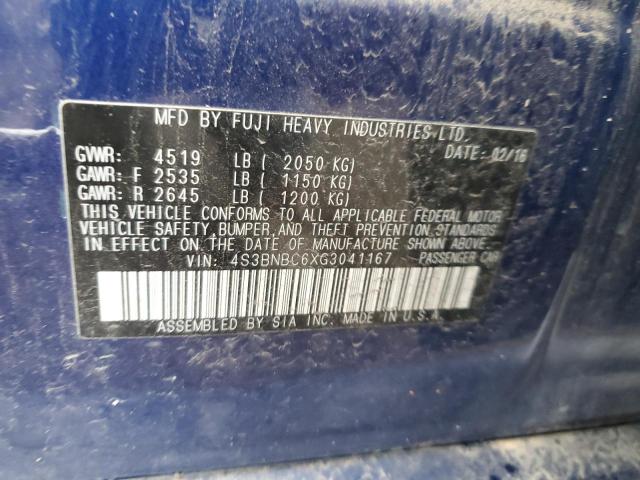 MFD BY FUJI HEAVY INDUSTRIES LTD.
GVWR: 4519 LB ( 2050 KG) DATE: 02/16
GAWR: F 2535 LB ( 1150 KG)
GAWR: R 2645 LB ( 1200 KG)
THIS VEHICLE CONFORMS TO ALL APPLICABLE FEDERAL MOTOR
VEHICLE SAFETY, BUMPER, AND THEFT PREVENTION STANDARDS
IN EFFECT ON THE DATE OF MANUFACTURE SHOWN ABOVE.
VIN: 4S3BNBC6XG3041167 PASSENGER CAR
ASSEMBLED BY SIA INC. MADE IN U.S.A.